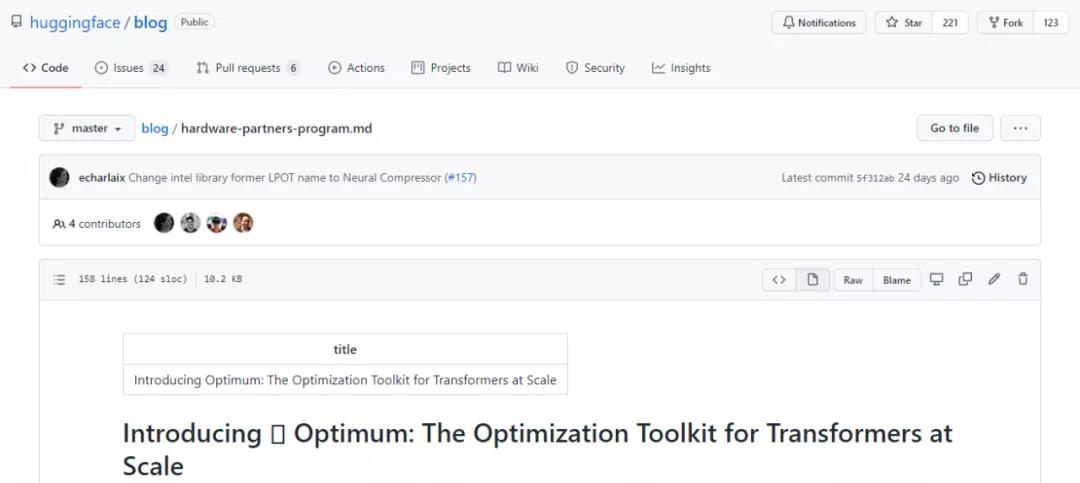 huggingface / blog Public Notifications Star 221 Fork 123
Code Issues 24 Pull requests 6 Actions Projects Wiki Security Insights
master blog / hardware-partners-program.md Go to file ...
echarlaix Change intel library former LPOT name to Neural Compressor (#157) Latest commit 5f312ab 24 days ago History
4 contributors
158 lines (124 sloc) 10.2 KB Raw Blame
title
Introducing Optimum: The Optimization Toolkit for Transformers at Scale
Introducing ▯ Optimum: The Optimization Toolkit for Transformers at
Scale